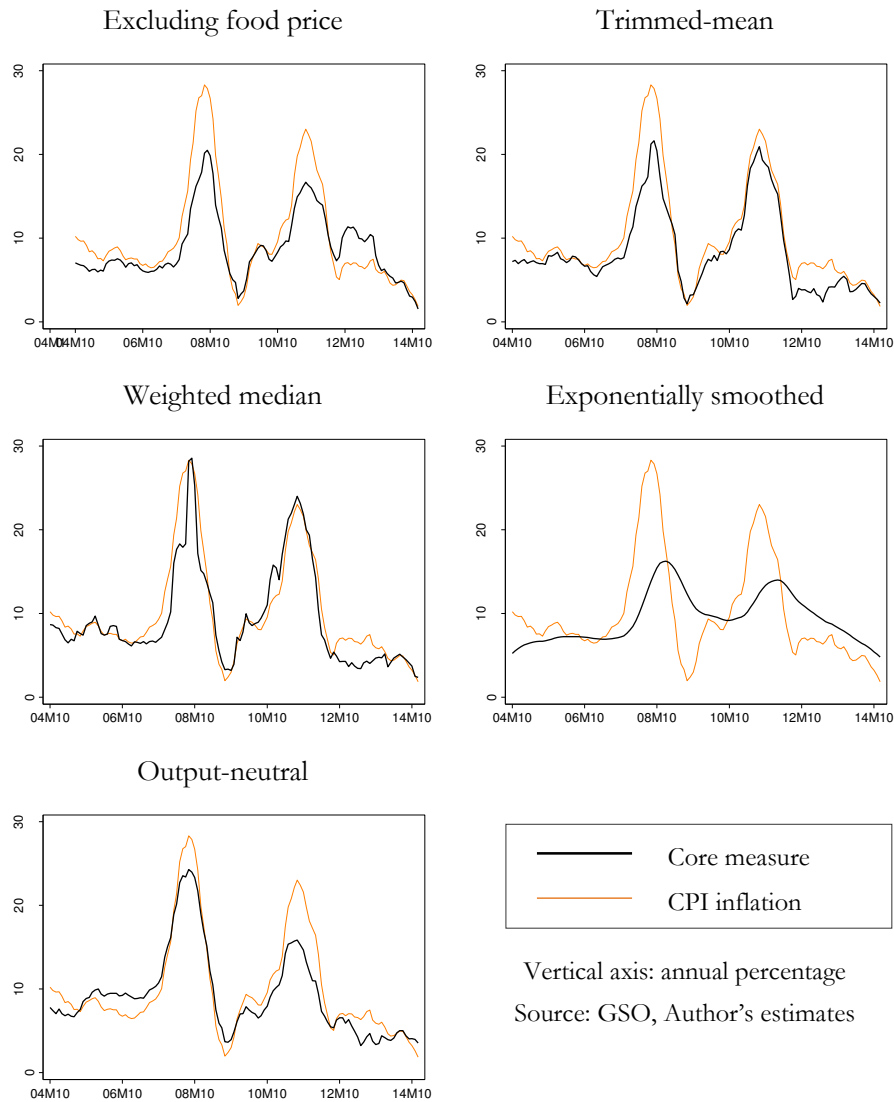 Excluding food price
Trimmed-mean
30
20
10
0
04M1004M10 06M10 08M10 10M10 12M10 14M10
30
20
10
0
04M10 06M10 08M10 10M10 12M10 14M10
Weighted median
Exponentially smoothed
30
20
10
0
04M10 06M10 08M10 10M10 12M10 14M10
30
20
10
0
04M10 06M10 08M10 10M10 12M10 14M10
Output-neutral
30
20
10
0
04M10 06M10 08M10 10M10 12M10 14M10
Core measure
CPI inflation
Vertical axis: annual percentage
Source: GSO, Author's estimates